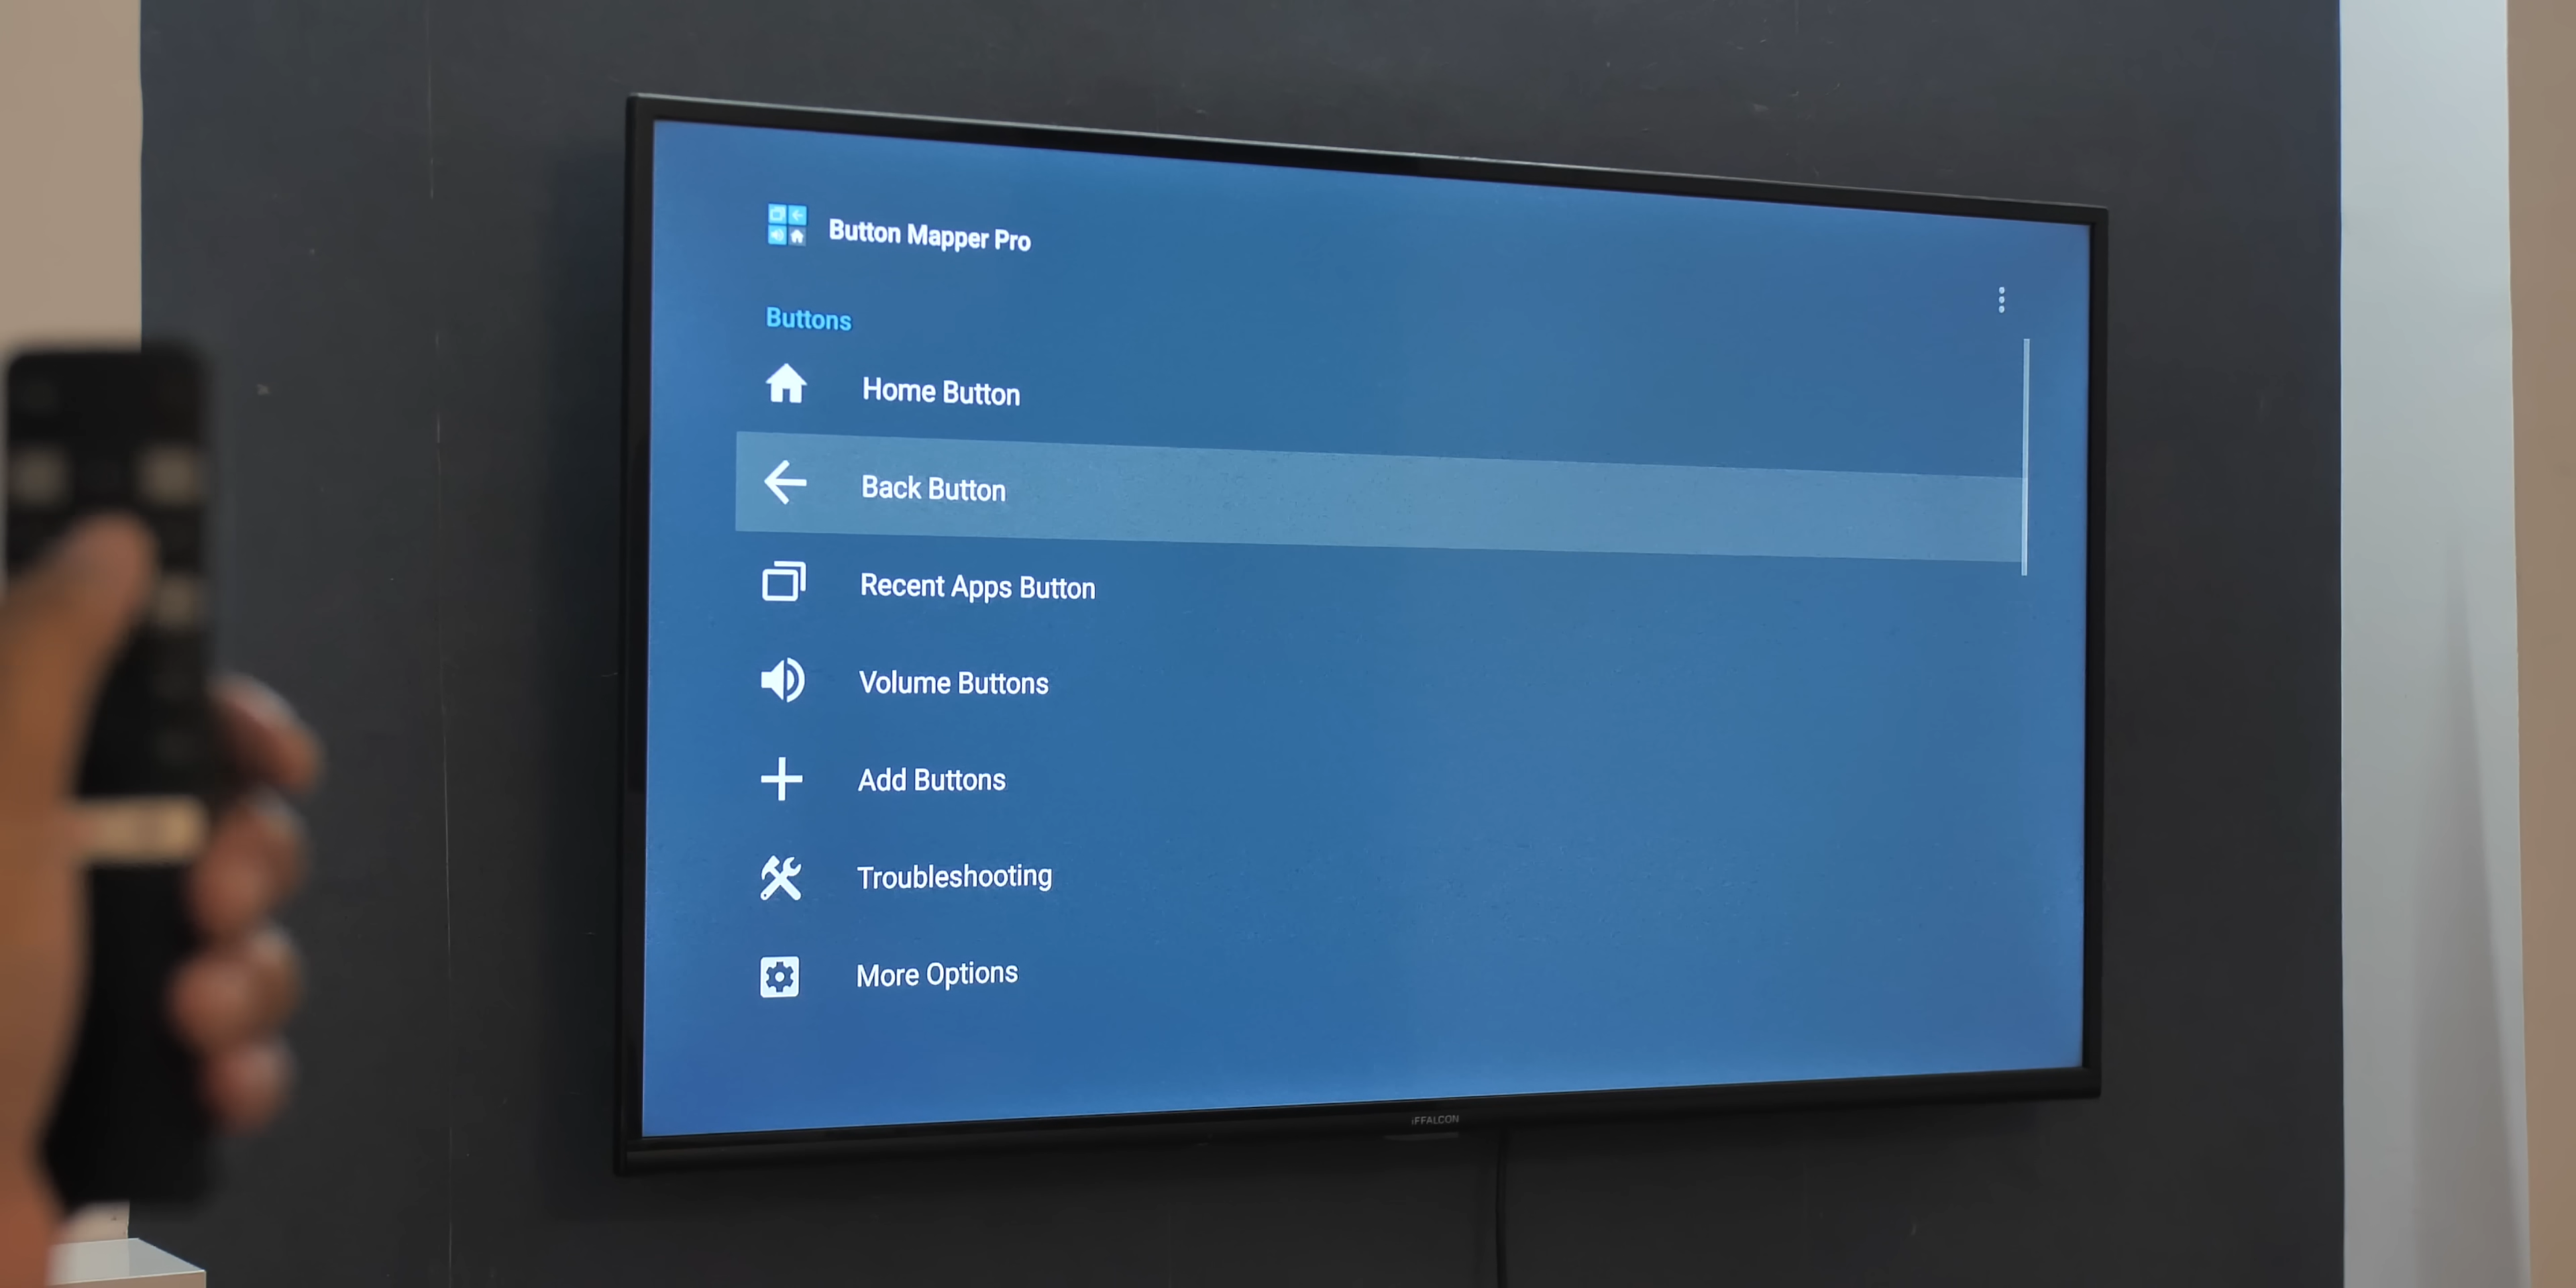 Button Mapper Pro
Buttons
Home Button
Back Button
Recent Apps Button
Volume Buttons
Add Buttons
Troubleshooting
More Options
iFFALCON